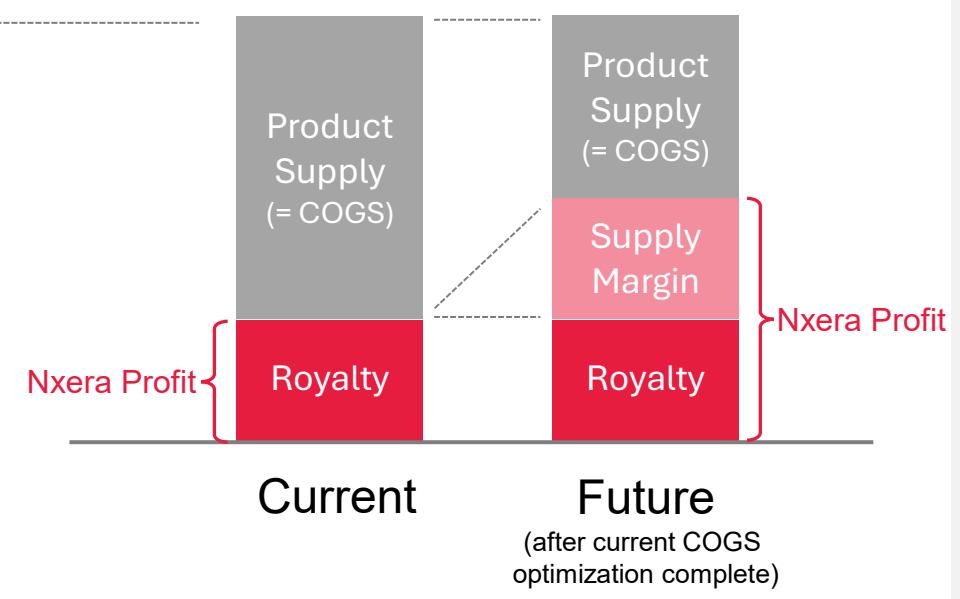 Product
Supply
(= COGS)
Nxera Profit
Royalty
Product
Supply
(= COGS)
Supply
Margin
Royalty
Nxera Profit
Current
Future
(after current COGS
optimization complete)